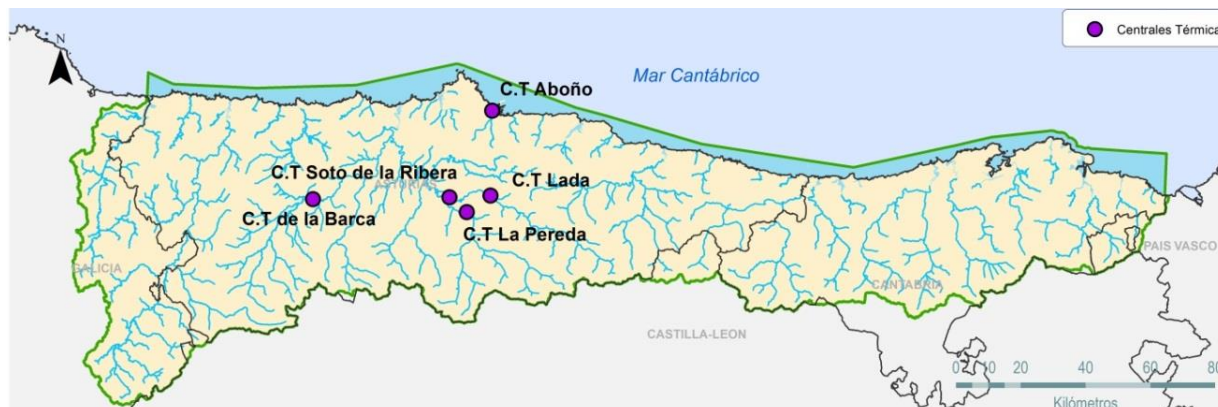 N
Centrales Térmica
Mar Cantábrico
C.T Aboño
C.T Soto de la Ribera
ASTURIAS
C.T Lada
C.T de la Barca
C.T La Pereda
GALICIA
PAIS VASCO
CANTABRIA
CASTILLA-LEON
0 10 20 40 60 80
Kilómetros